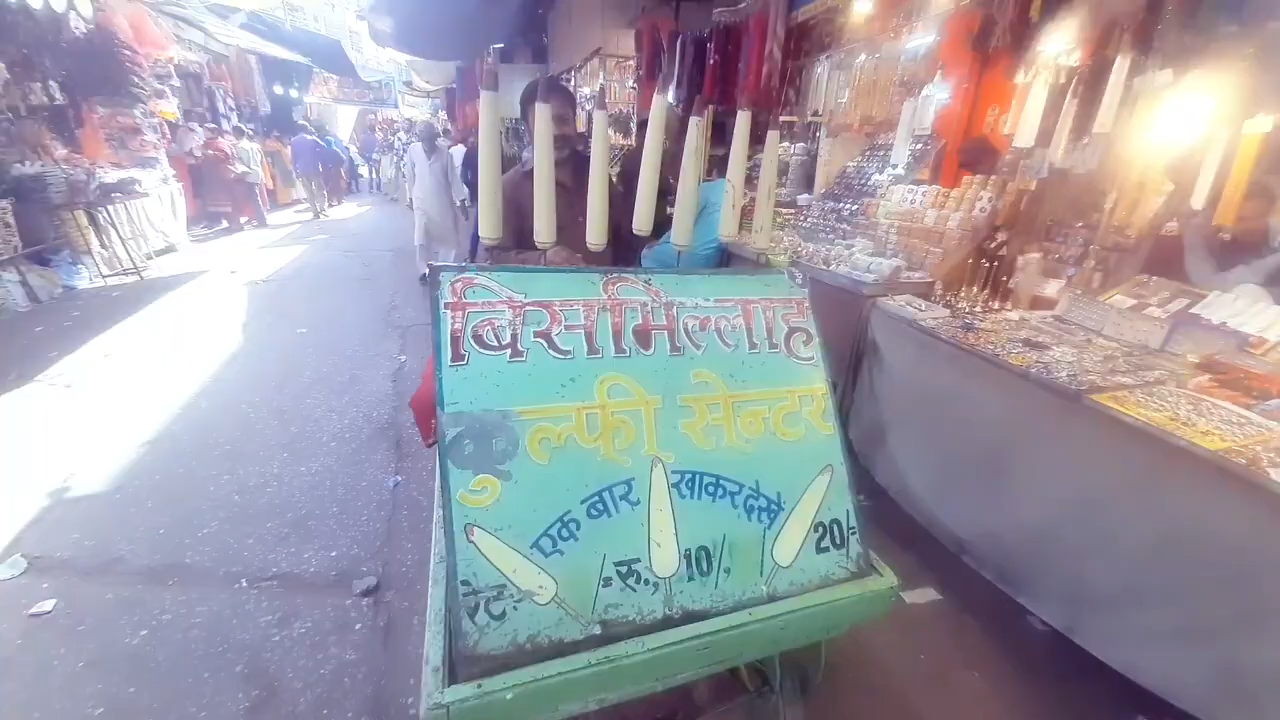 बिसमिल्लाह
कुल्फी सेन्टर
एक बार खाकर देखें
रेट:- /= रु., 10/, 20/=